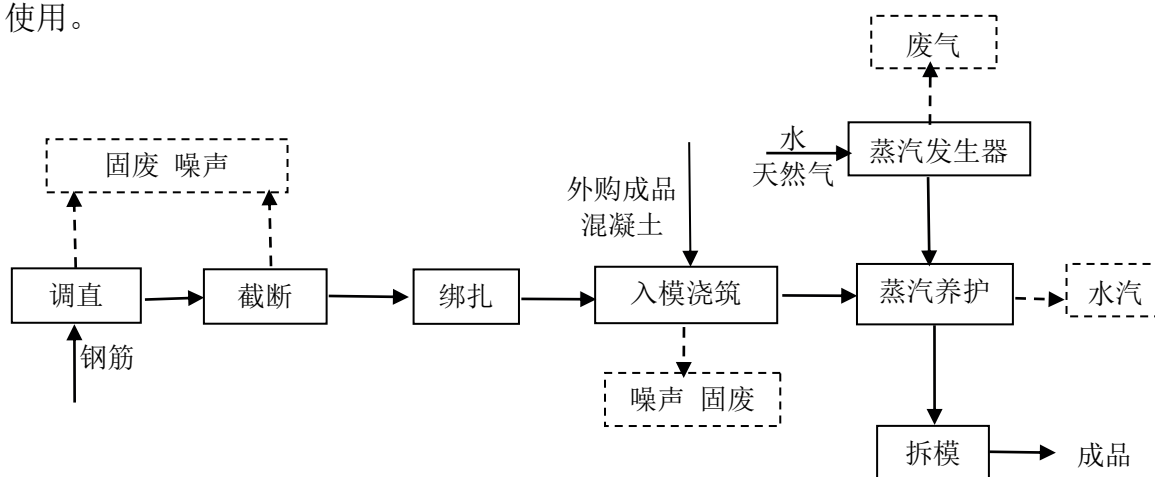 使用。
废气
水
天然气
蒸汽发生器
固废 噪声
外购成品
混凝土
调直
截断
绑扎
入模浇筑
蒸汽养护
水汽
钢筋
噪声 固废
拆模
成品